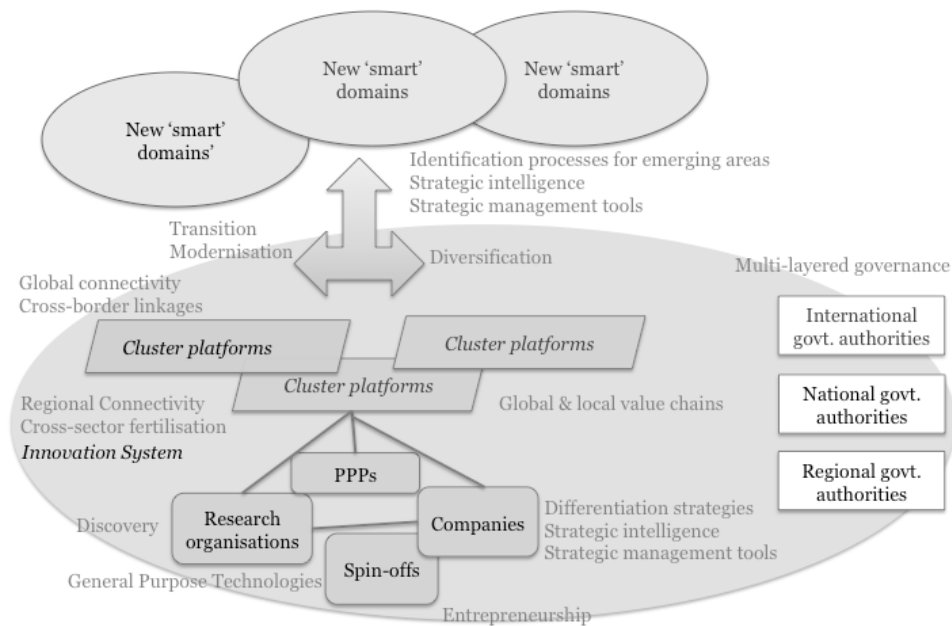 New ‘smart’
domains
New ‘smart’
domains
New ‘smart’
domains’
Identification processes for emerging areas
Strategic intelligence
Strategic management tools
Transition
Modernisation
Diversification
Multi-layered governance
Global connectivity
Cross-border linkages
International
govt. authorities
Cluster platforms
Cluster platforms
Cluster platforms
National govt.
authorities
Regional Connectivity
Cross-sector fertilisation
Innovation System
Global & local value chains
PPPs
Regional govt.
authorities
Research
organisations
Companies
Differentiation strategies
Strategic intelligence
Strategic management tools
Discovery
Spin-offs
General Purpose Technologies
Entrepreneurship